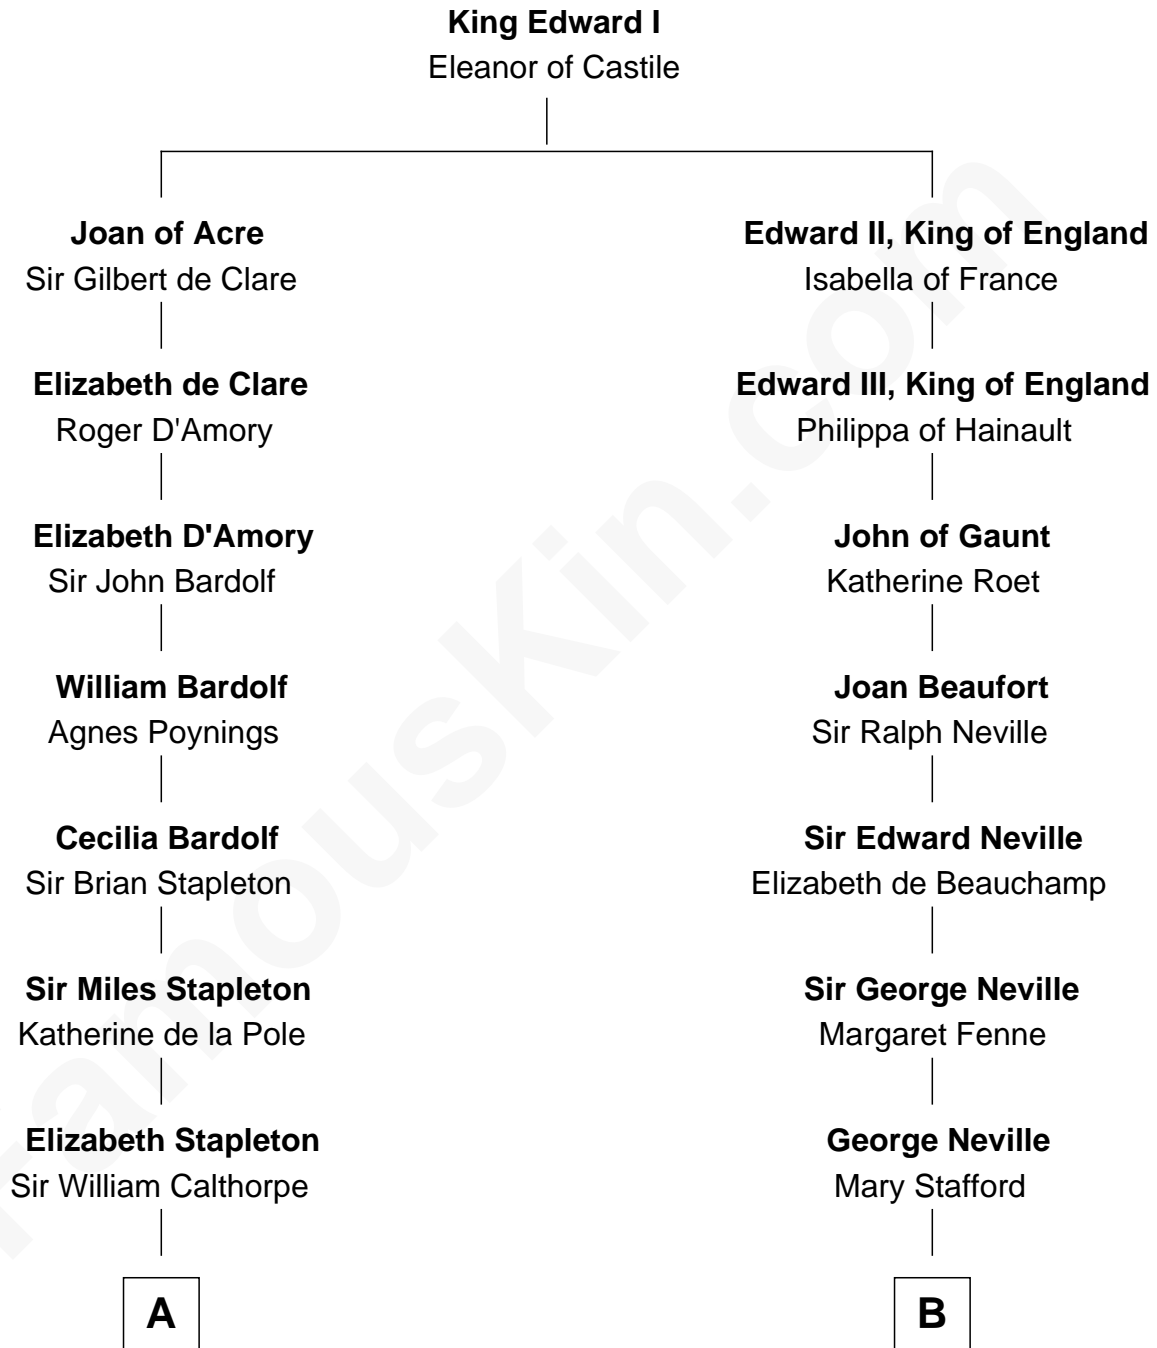 King Edward I
Eleanor of Castile
Joan of Acre
Sir Gilbert de Clare
Edward II, King of England
Isabella of France
Elizabeth de Clare
Roger D'Amory
Edward III, King of England
Philippa of Hainault
Elizabeth D'Amory
Sir John Bardolf
John of Gaunt
Katherine Roet
William Bardolf
Agnes Poynings
Joan Beaufort
Sir Ralph Neville
Cecilia Bardolf
Sir Brian Stapleton
Sir Edward Neville
Elizabeth de Beauchamp
Sir Miles Stapleton
Katherine de la Pole
Sir George Neville
Margaret Fenne
Elizabeth Stapleton
Sir William Calthorpe
George Neville
Mary Stafford
A
B
FamousKin.com